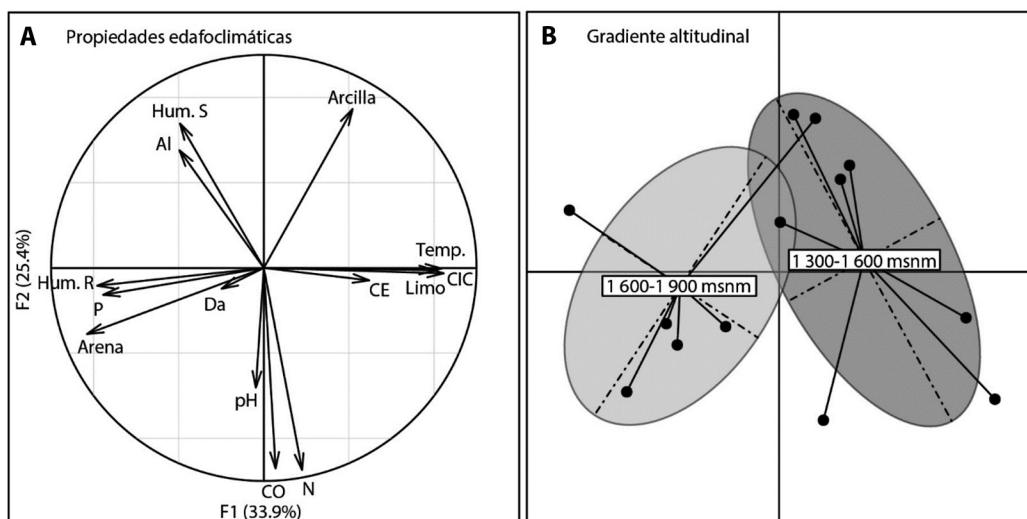 A Propiedades edafoclimáticas
Arcilla
Hum. S
Al
Temp.
Hum. R
CIC
Limo
CE
P
Da
Arena
pH
CO
N
F2 (25.4%)
F1 (33.9%)
B Gradiente altitudinal
1 300-1 600 msnm
1 600-1 900 msnm